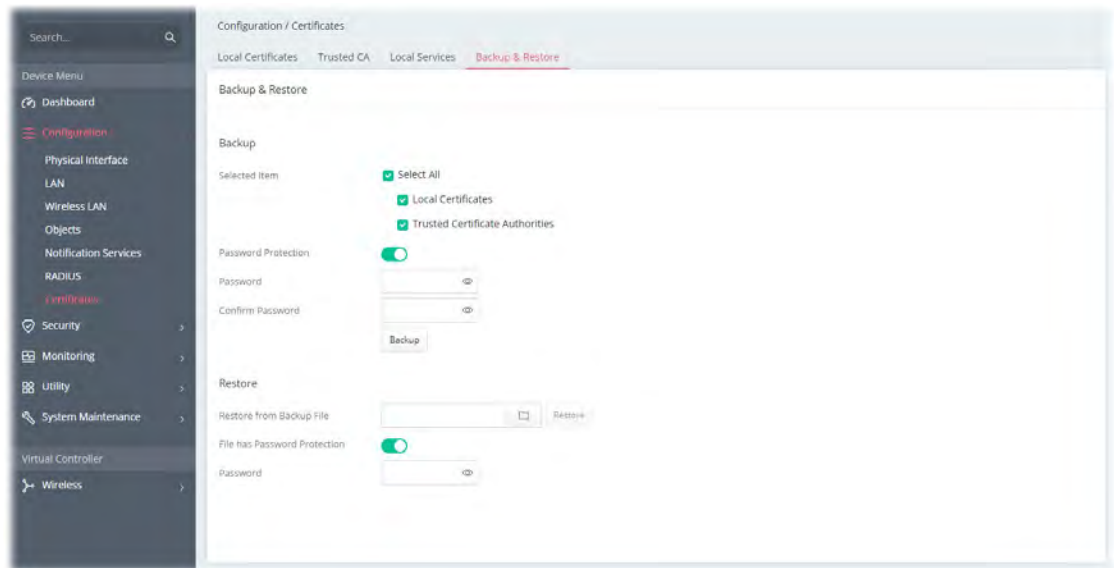 Search...
Device Menu
Dashboard
Configuration
Physical Interface
LAN
Wireless LAN
Objects
Notification Services
RADIUS
Certificates
Security
Monitoring
Utility
System Maintenance
Virtual Controller
Wireless
Configuration / Certificates
Local Certificates Trusted CA Local Services Backup & Restore
Backup & Restore
Backup
Selected Item Select All
Local Certificates
Trusted Certificate Authorities
Password Protection
Password
Confirm Password
Backup
Restore
Restore from Backup File Restore
File has Password Protection
Password